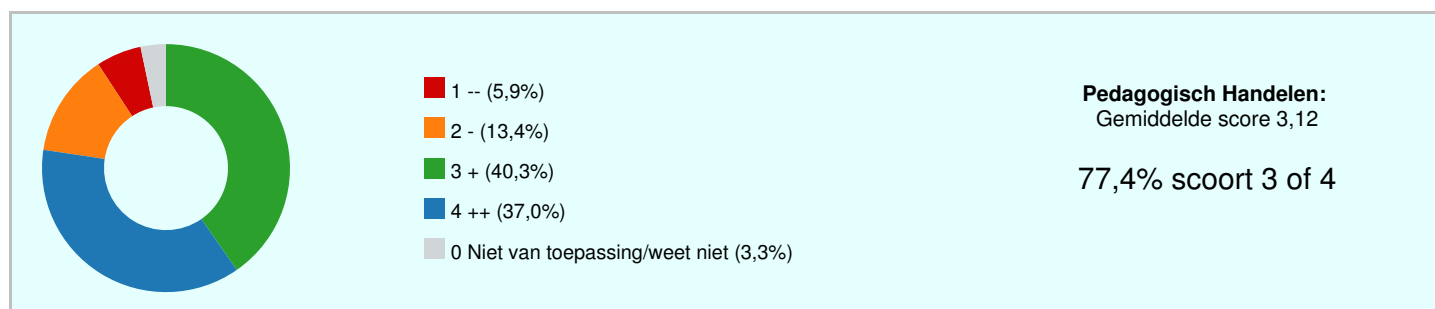 1 -- (5,9%)
2 - (13,4%)
3 + (40,3%)
4 ++ (37,0%)
0 Niet van toepassing/weet niet (3,3%)
Pedagogisch Handelen:
Gemiddelde score 3,12
77,4% scoort 3 of 4